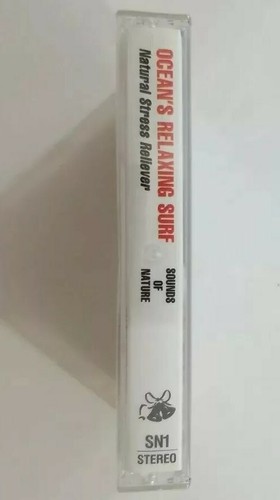 OCEAN'S RELAXING SURF
Natural Stress Reliever
SOUNDS
OF
NATURE
SN1
STEREO